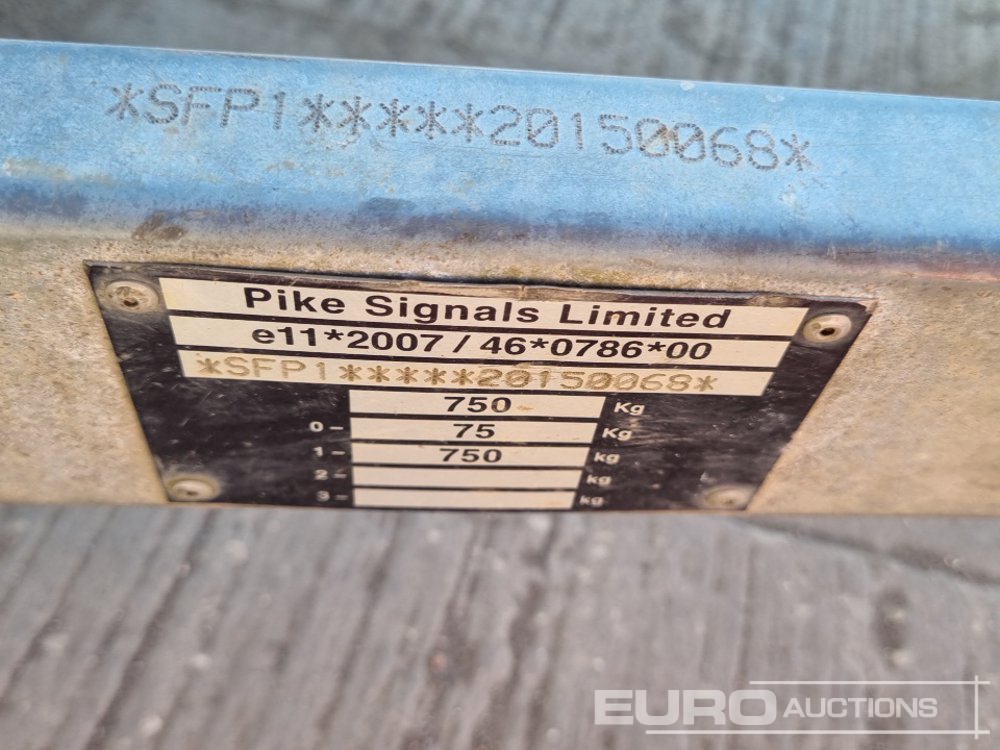 *SFP1*****20150068*
Pike Signals Limited
e11*2007/46*0786*00
*SFP1*****20150068*
750 Kg
0- 75 Kg
1- 750 kg
2- kg
3- kg
EURO AUCTIONS